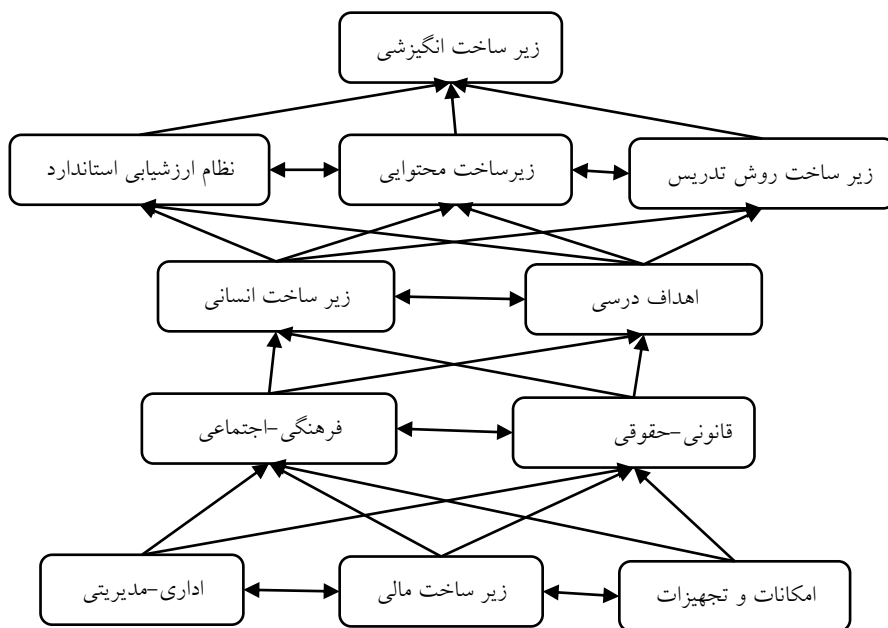 زیر ساخت انگیزشی
زیر ساخت روش تدریس
زیرساخت محتوایی
نظام ارزشیابی استاندارد
اهداف درسی
زیر ساخت انسانی
قانونی-حقوقی
فرهنگی-اجتماعی
امکانات و تجهیزات
زیر ساخت مالی
اداری-مدیریتی